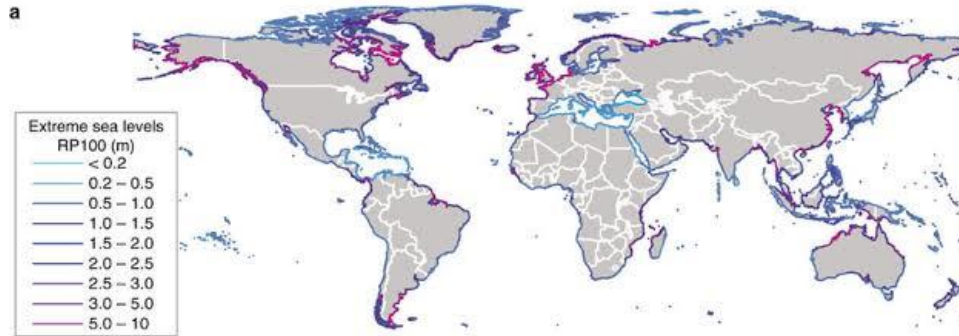 a
Extreme sea levels
RP100 (m)
< 0.2
0.2 – 0.5
0.5 – 1.0
1.0 – 1.5
1.5 – 2.0
2.0 – 2.5
2.5 – 3.0
3.0 – 5.0
5.0 – 10